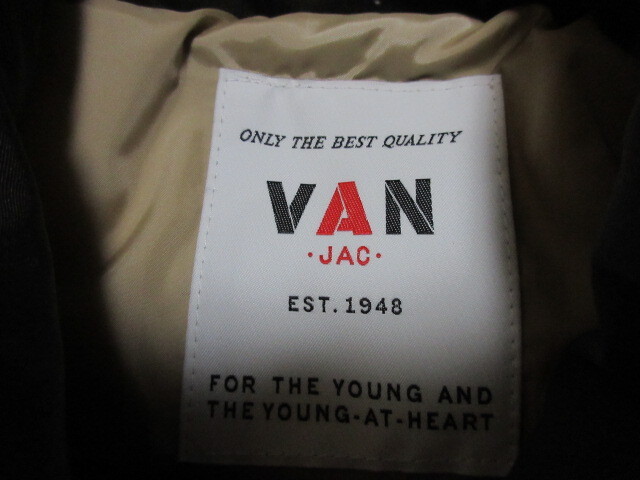 ONLY THE BEST QUALITY
VAN
·JAC·
EST. 1948
FOR THE YOUNG AND
THE YOUNG-AT-HEART